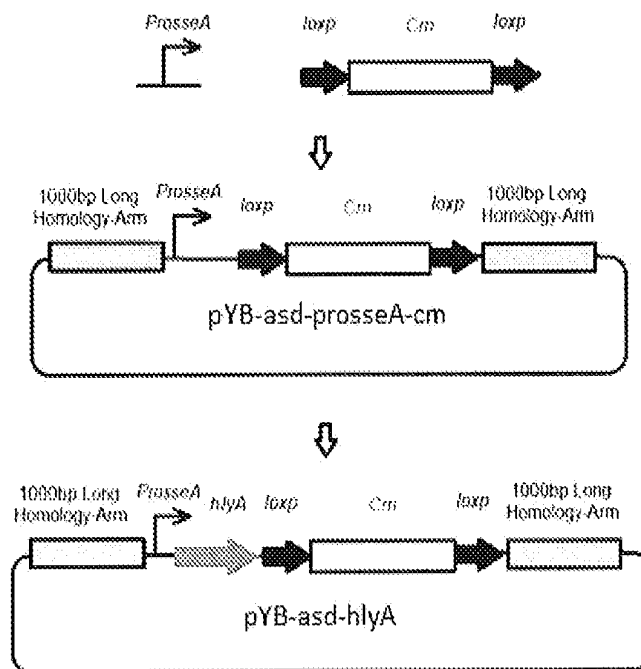 ProsseA
loxp
Cm
loxp
1000bp Long
Homology-Arm
ProsseA
loxp
Cm
loxp
1000bp Long
Homology-Arm
pYB-asd-prosseA-cm
1000bp Long
Homology-Arm
ProsseA
hlyA
loxp
Cm
loxp
1000bp Long
Homology-Arm
pYB-asd-hlyA